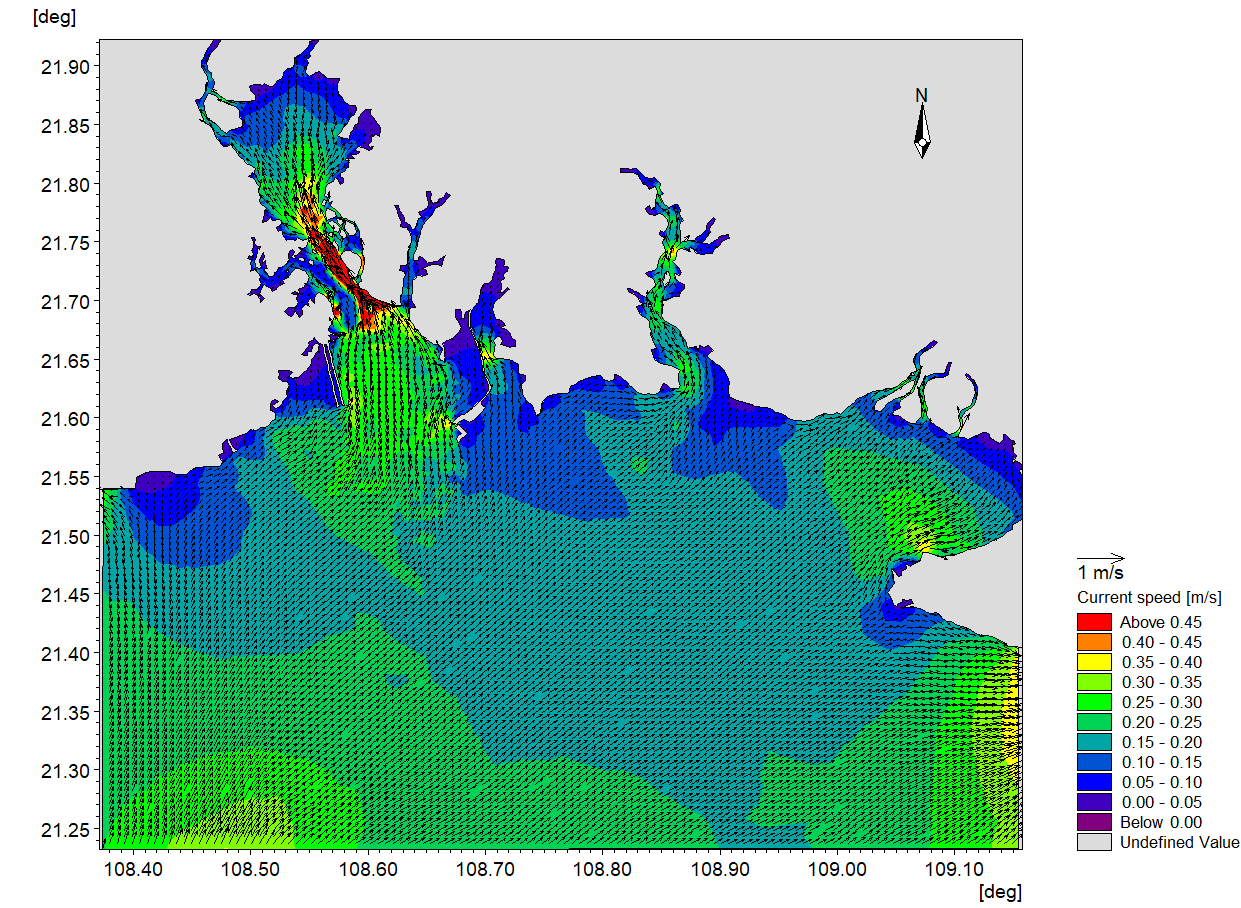 [deg]
21.90
21.85
21.80
21.75
21.70
21.65
21.60
21.55
21.50
21.45
21.40
21.35
21.30
21.25
108.40 108.50 108.60 108.70 108.80 108.90 109.00 109.10
[deg]
N
1 m/s
Current speed [m/s]
Above 0.45
0.40 - 0.45
0.35 - 0.40
0.30 - 0.35
0.25 - 0.30
0.20 - 0.25
0.15 - 0.20
0.10 - 0.15
0.05 - 0.10
0.00 - 0.05
Below 0.00
Undefined Value